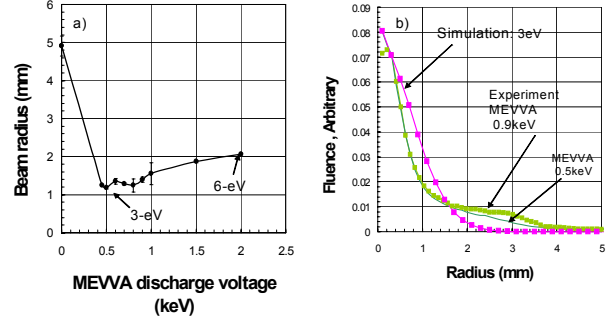 a)
Beam radius (mm)
6
5
4
3
2
1
0
0
0.5
1
1.5
2
2.5
3-eV
6-eV
MEVVA discharge voltage
(keV)
b)
Fluence , Arbitrary
0.09
0.08
0.07
0.06
0.05
0.04
0.03
0.02
0.01
0
0
1
2
3
4
5
Simulation: 3eV
Experiment
MEVVA
0.9keV
MEVVA
0.5keV
Radius (mm)